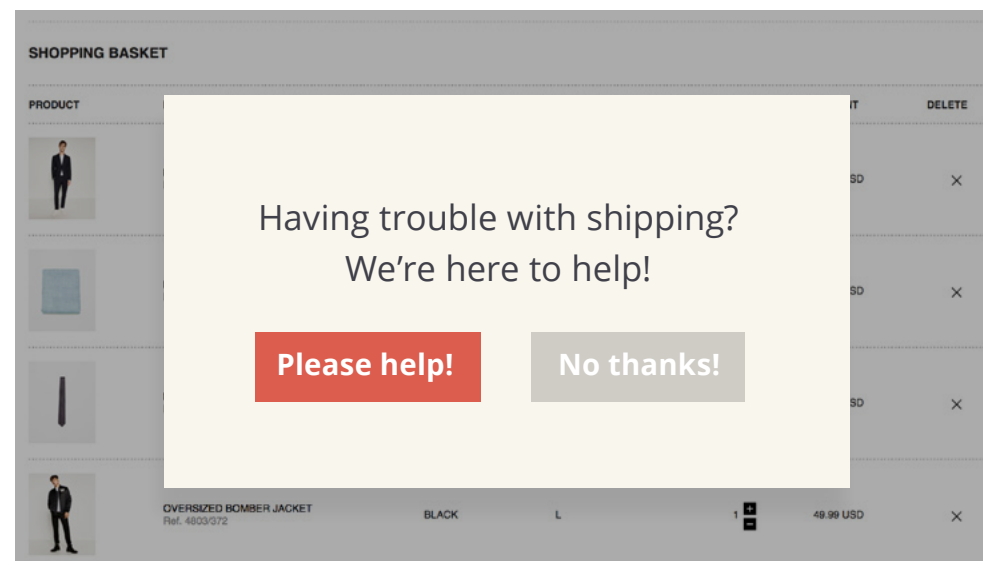 SHOPPING BASKET
PRODUCT
DELETE
Having trouble with shipping?
We’re here to help!
Please help!
No thanks!
OVERSIZED BOMBER JACKET
Ref. 4803/372
BLACK
L
1
49.99 USD